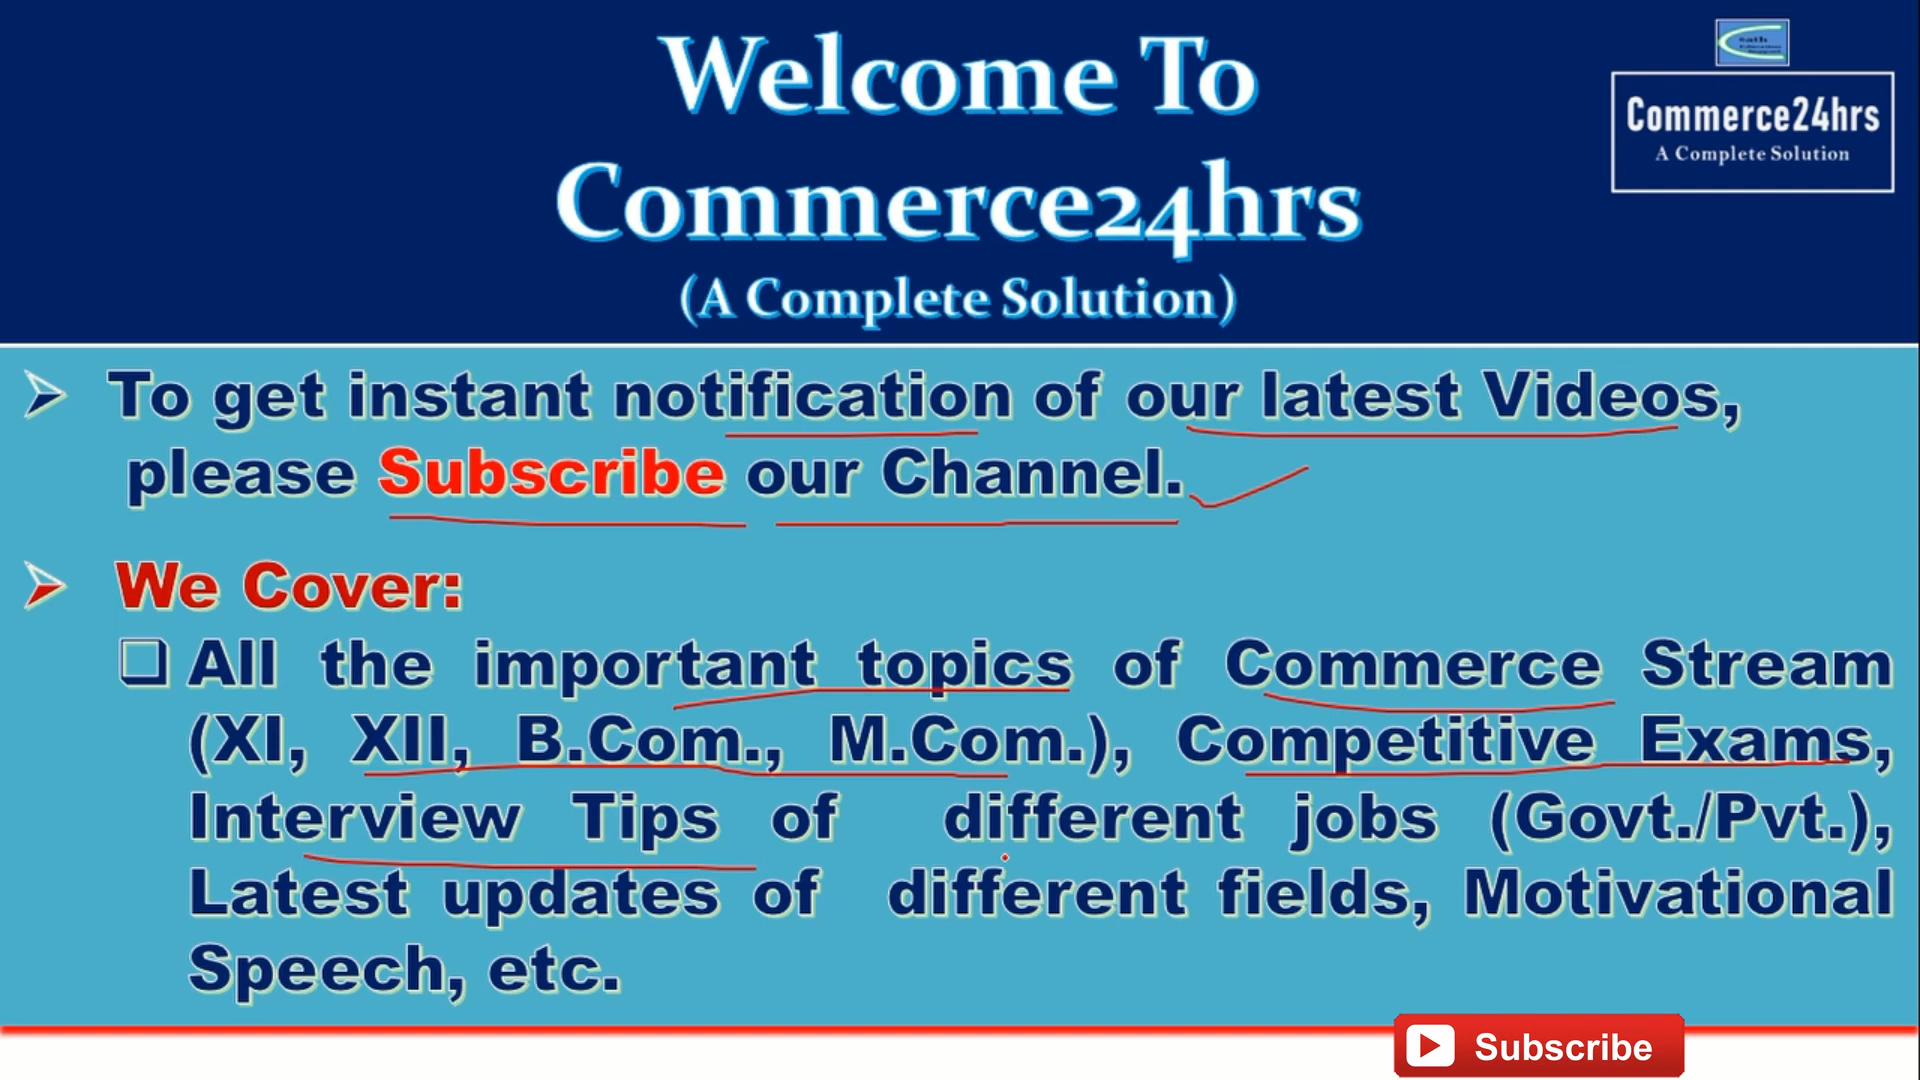 Welcome To
Commerce24hrs
(A Complete Solution)
Commerce24hrs
A Complete Solution
To get instant notification of our latest Videos,
please Subscribe our Channel.
We Cover:
All the important topics of Commerce Stream
(XI, XII, B.Com., M.Com.), Competitive Exams,
Interview Tips of different jobs (Govt./Pvt.),
Latest updates of different fields, Motivational
Speech, etc.
Subscribe